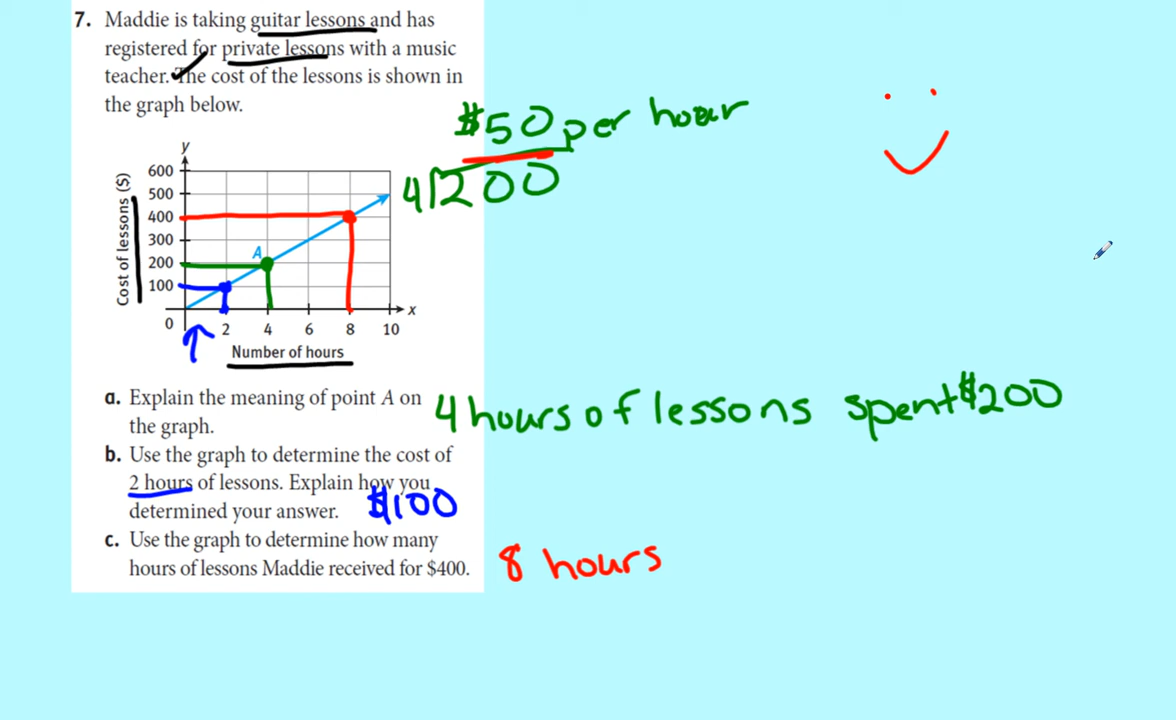 7. Maddie is taking guitar lessons and has
registered for private lessons with a music
teacher. The cost of the lessons is shown in
the graph below.
$50 per hour
4)200
y
Cost of lessons ($)
600
500
400
300
200
100
0
A
2 4 6 8 10
x
Number of hours
a. Explain the meaning of point A on
the graph.
4 hours of lessons spent $200
b. Use the graph to determine the cost of
2 hours of lessons. Explain how you
determined your answer.
$100
c. Use the graph to determine how many
hours of lessons Maddie received for $400.
8 hours